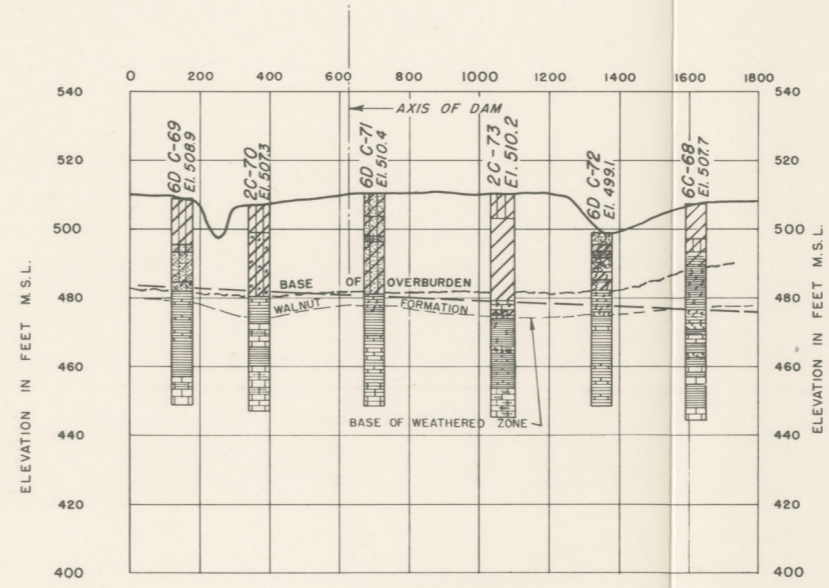 0 200 400 600 800 1000 1200 1400 1600 1800
AXIS OF DAM
540 540
520 520
500 500
480 480
460 460
440 440
420 420
400 400
ELEVATION IN FEET M.S.L.
ELEVATION IN FEET M.S.L.
6D C-69
El. 508.9
2C-70
El. 507.3
6D C-71
El. 510.4
2C-73
El. 510.2
6D C-72
El. 499.1
6C-68
El. 507.7
BASE OF OVERBURDEN
WALNUT FORMATION
BASE OF WEATHERED ZONE